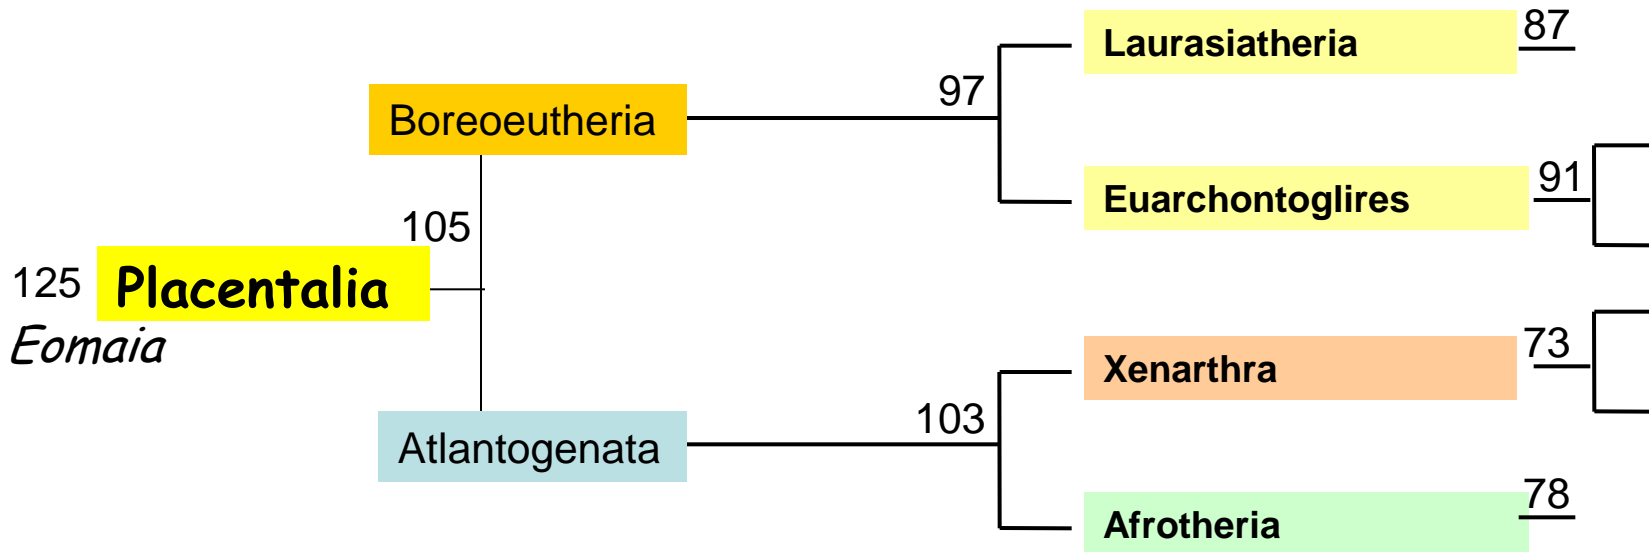 Laurasiatheria 87
97
Boreoeutheria
Euarchontoglires 91
105
125 Placentalia
Eomaia
Xenarthra 73
103
Atlantogenata
Afrotheria 78